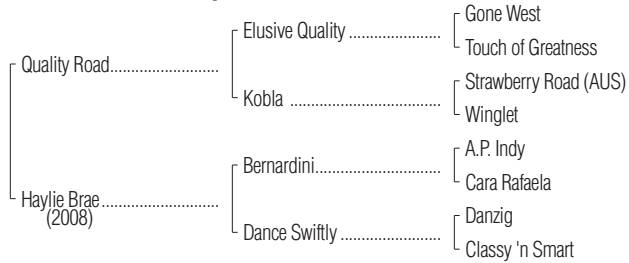 Gone West
Elusive Quality ....................
Touch of Greatness
Quality Road........................
Strawberry Road (AUS)
Kobla .................................
Winglet
A.P. Indy
Bernardini...........................
Cara Rafaela
Haylie Brae..........................
(2008)
Danzig
Dance Swiftly ......................
Classy 'n Smart